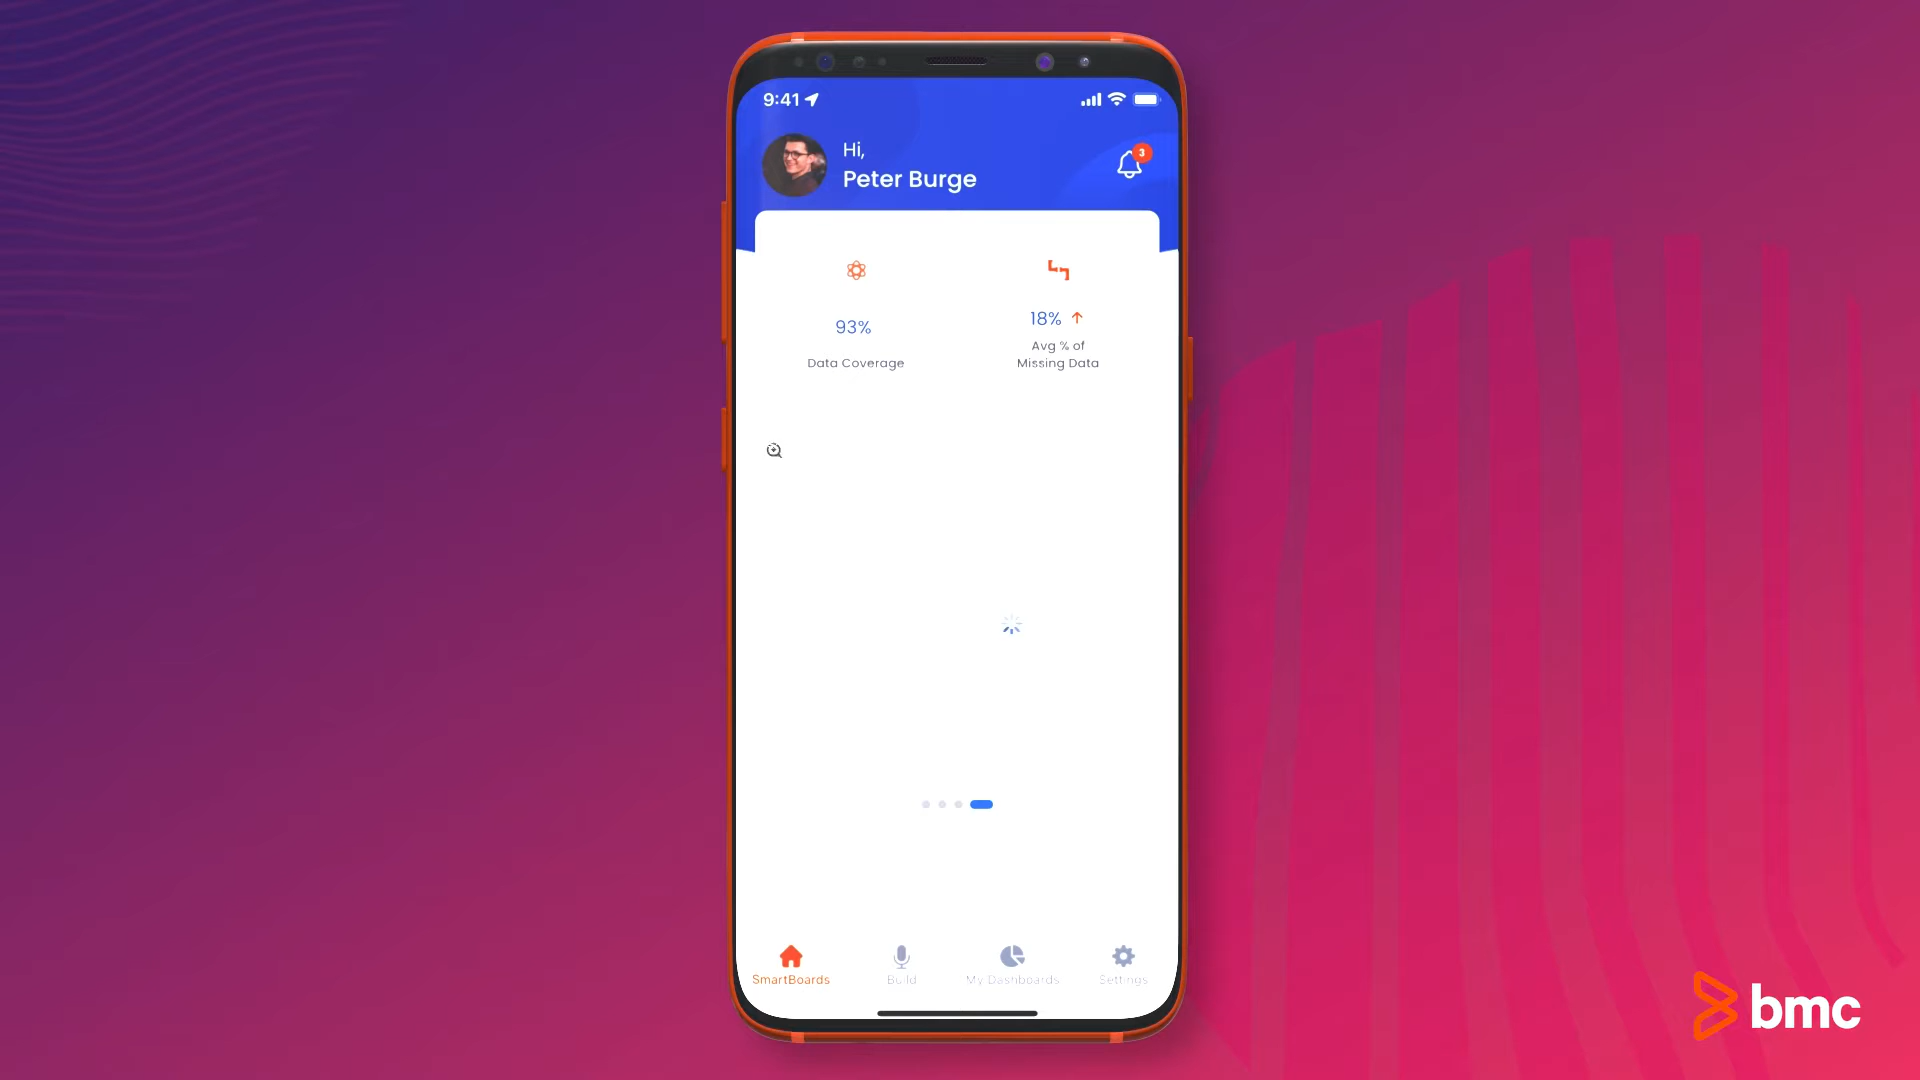 9:41
Hi,
3
Peter Burge
93%
Data Coverage
18%
Avg % of
Missing Data
SmartBoards
Build
My Dashboards
Settings
bmc